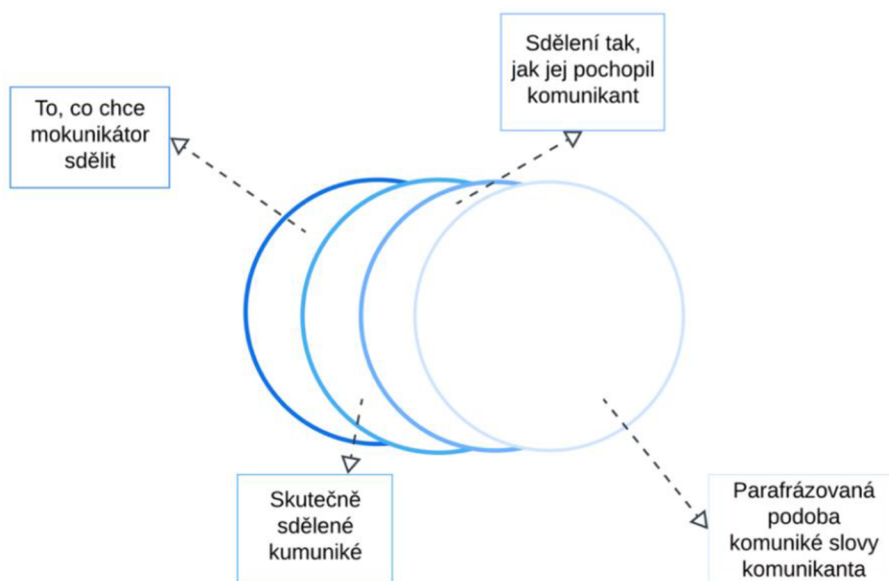 To, co chce
mokunikátor
sdělit
Sdělení tak,
jak jej pochopil
komunikant
Skutečně
sdělené
kumuniké
Parafrázovaná
podoba
komuniké slovy
komunikanta